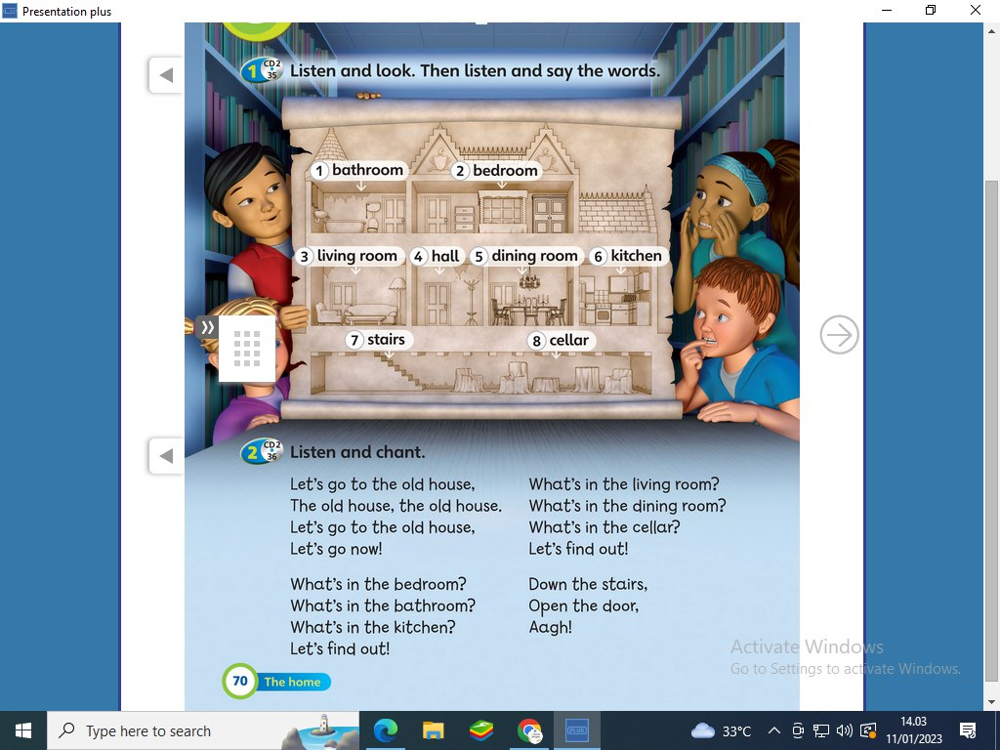 Presentation plus
1 CD2 35 Listen and look. Then listen and say the words.
1 bathroom
2 bedroom
3 living room
4 hall
5 dining room
6 kitchen
7 stairs
8 cellar
2 CD2 36 Listen and chant.
Let's go to the old house,
The old house, the old house.
Let's go to the old house,
Let's go now!
What's in the bedroom?
What's in the bathroom?
What's in the kitchen?
Let's find out!
What's in the living room?
What's in the dining room?
What's in the cellar?
Let's find out!
Down the stairs,
Open the door,
Aagh!
70 The home
Activate Windows
Go to Settings to activate Windows.
Type here to search
PLUS
33°C
14.03
11/01/2023